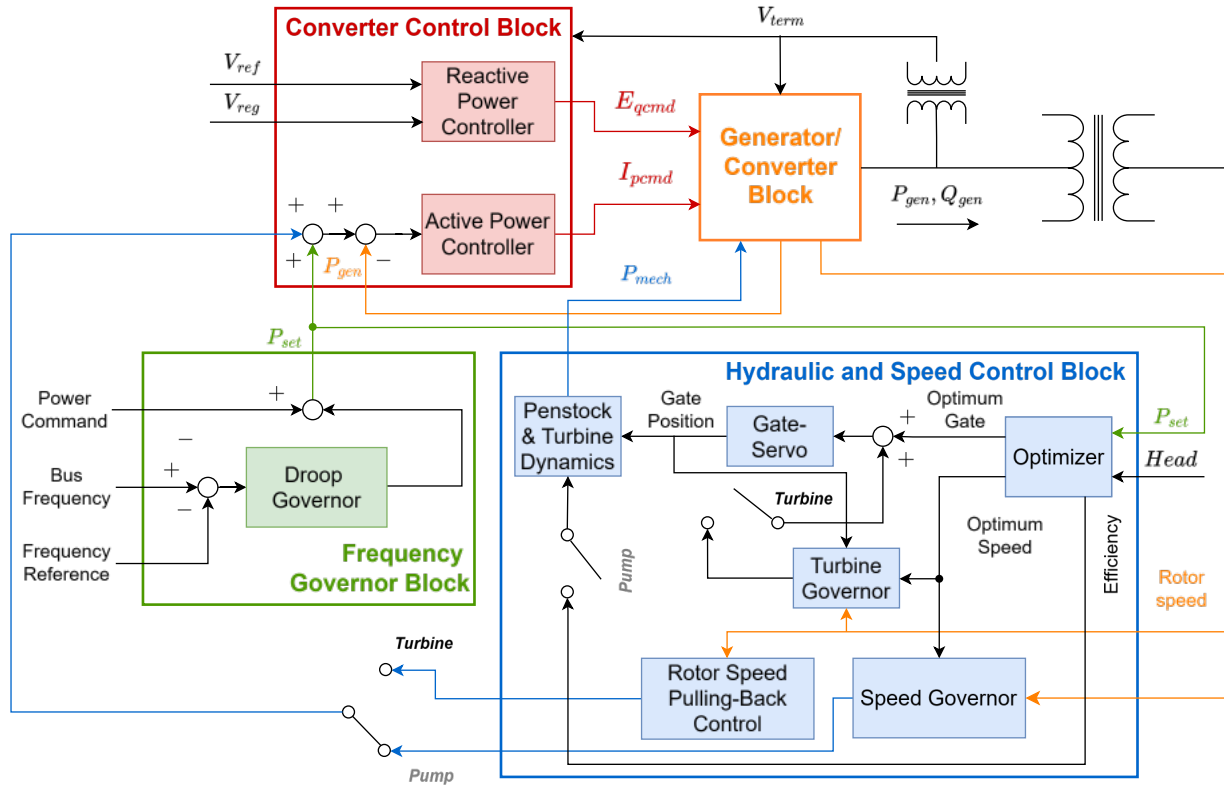 V_term
Converter Control Block
V_ref
V_reg
Reactive
Power
Controller
E_qcmd
Generator/
Converter
Block
I_pcmd
P_gen, Q_gen
+
+
+
−
Active Power
Controller
P_gen
P_mech
P_set
Hydraulic and Speed Control Block
Power
Command
+
−
Bus
Frequency
+
−
Droop
Governor
Frequency
Reference
Frequency
Governor Block
Penstock
& Turbine
Dynamics
Gate
Position
Gate-
Servo
+
+
Optimum
Gate
Optimizer
P_set
Head
Turbine
Optimum
Speed
Efficiency
Pump
Turbine
Governor
Rotor
speed
Turbine
Rotor Speed
Pulling-Back
Control
Speed Governor
Pump